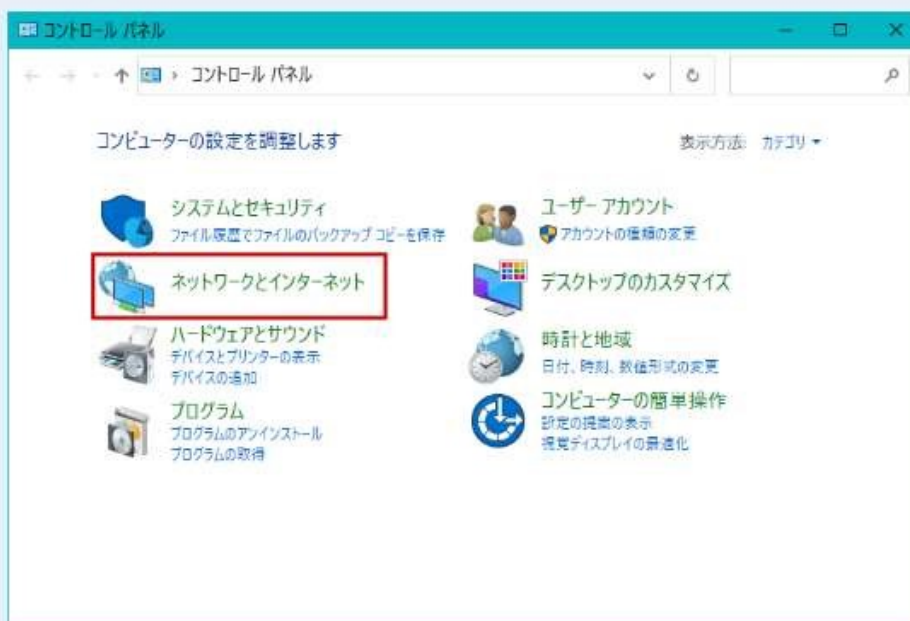 コントロール パネル
コントロール パネル
コンピューターの設定を調整します
表示方法: カテゴリ
システムとセキュリティ
ファイル履歴でファイルのバックアップ コピーを保存
ネットワークとインターネット
ハードウェアとサウンド
デバイスとプリンターの表示
デバイスの追加
プログラム
プログラムのアンインストール
プログラムの取得
ユーザー アカウント
アカウントの種類の変更
デスクトップのカスタマイズ
時計と地域
日付、時刻、数値形式の変更
コンピューターの簡単操作
設定の提案の表示
視覚ディスプレイの最適化